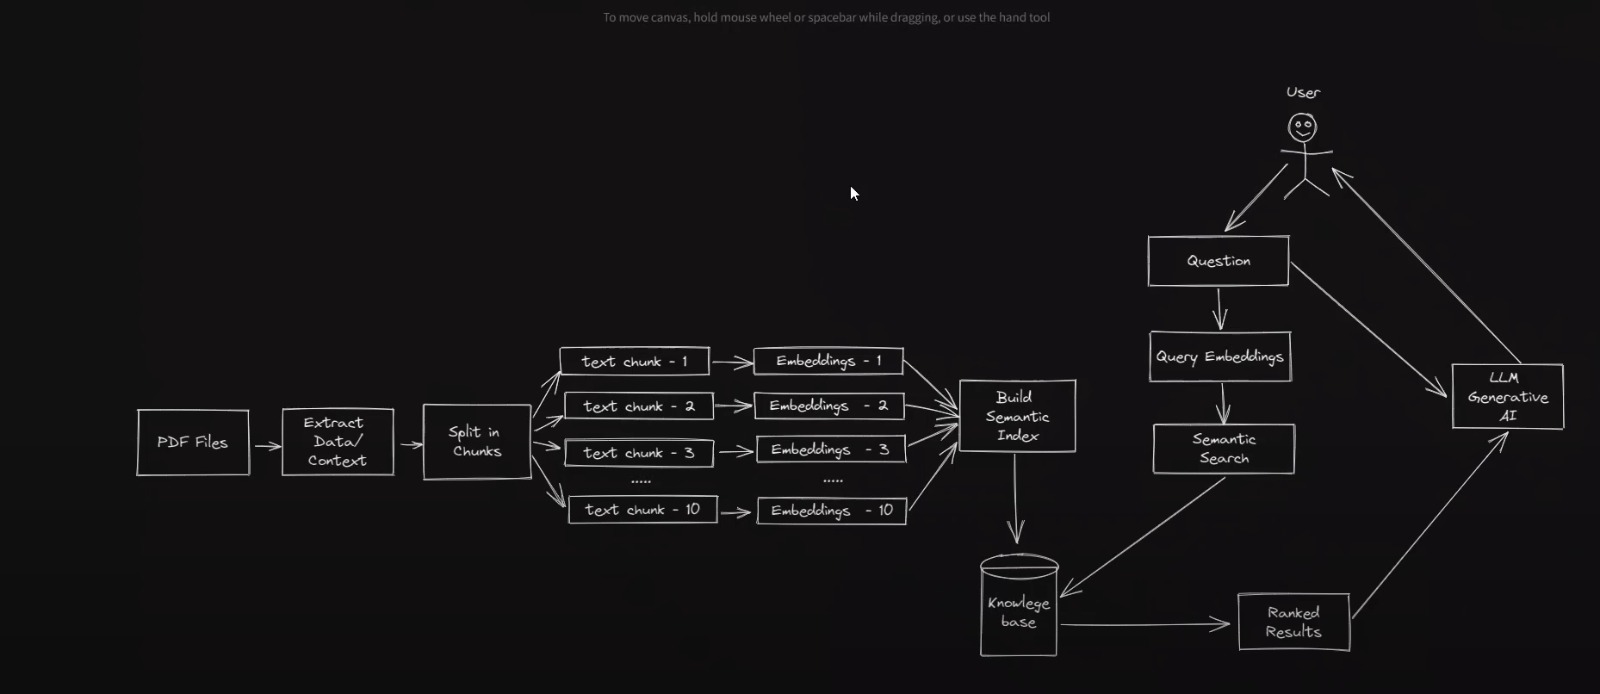 To move canvas, hold mouse wheel or spacebar while dragging, or use the hand tool
User
Question
Query Embeddings
Semantic
Search
LLM
Generative
AI
PDF Files
Extract
Data/
Context
Split in
Chunks
text chunk - 1
Embeddings - 1
text chunk - 2
Embeddings - 2
text chunk - 3
Embeddings - 3
.....
.....
text chunk - 10
Embeddings - 10
Build
Semantic
Index
Knowlege
base
Ranked
Results